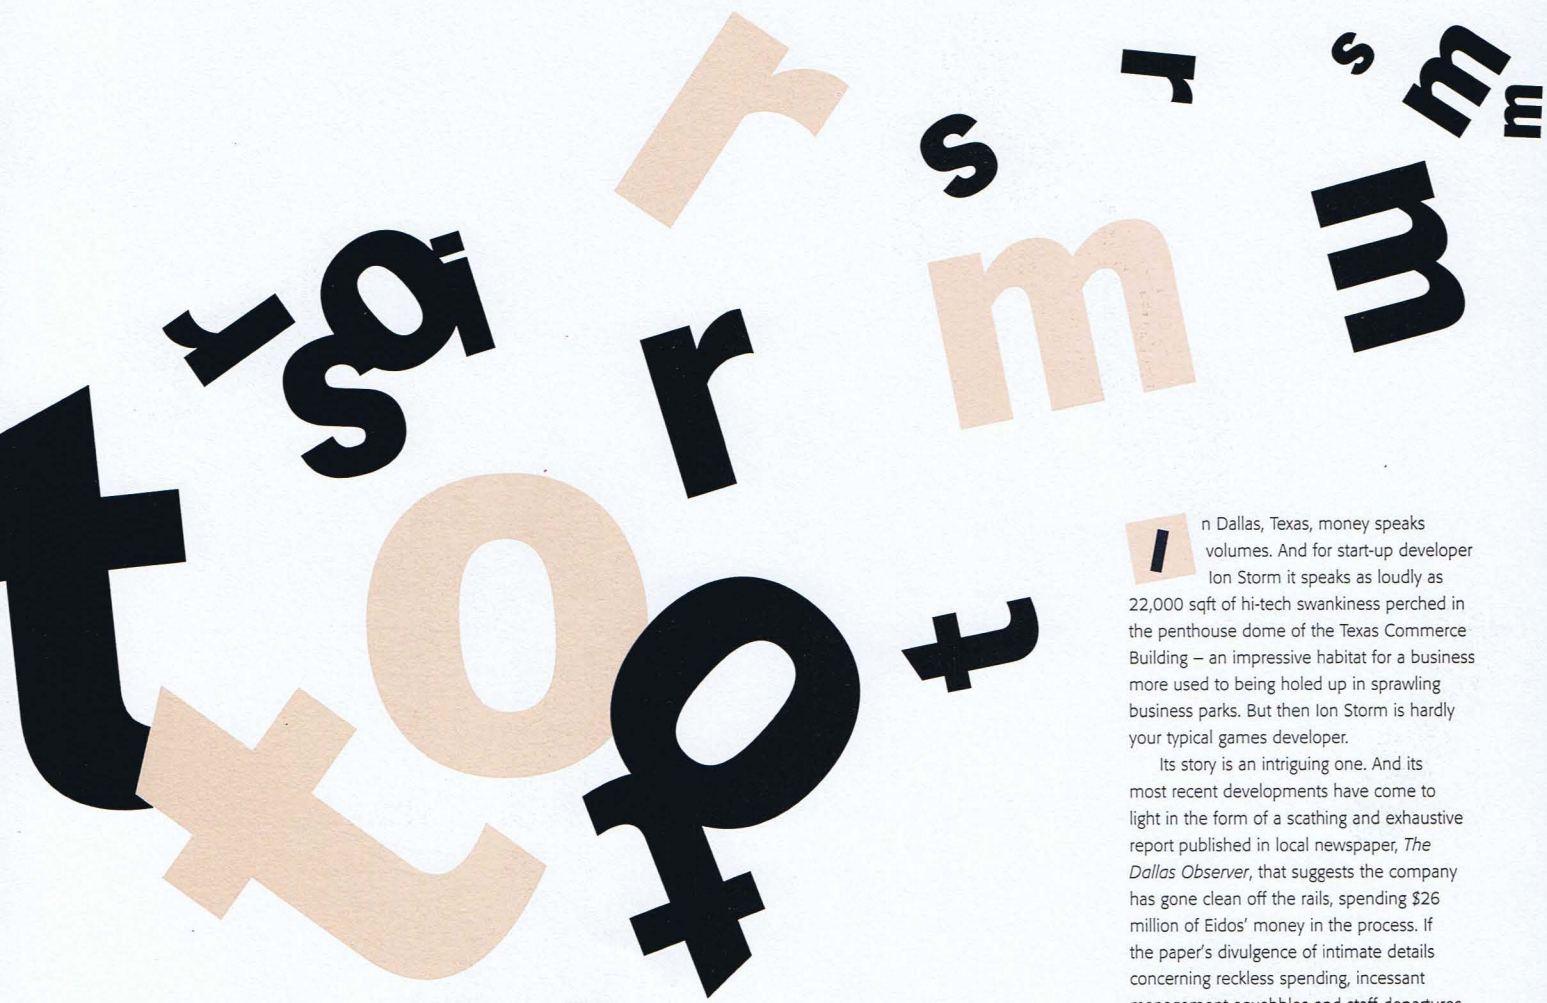 r
s
r
s
m
m
m
m
r
o
i
s
r
t
o
o
t
t
t
In Dallas, Texas, money speaks
volumes. And for start-up developer
Ion Storm it speaks as loudly as
22,000 sqft of hi-tech swankiness perched in
the penthouse dome of the Texas Commerce
Building – an impressive habitat for a business
more used to being holed up in sprawling
business parks. But then Ion Storm is hardly
your typical games developer.
Its story is an intriguing one. And its
most recent developments have come to
light in the form of a scathing and exhaustive
report published in local newspaper, The
Dallas Observer, that suggests the company
has gone clean off the rails, spending $26
million of Eidos' money in the process. If
the paper's divulgence of intimate details
concerning reckless spending, incessant
management squabbles and staff departures